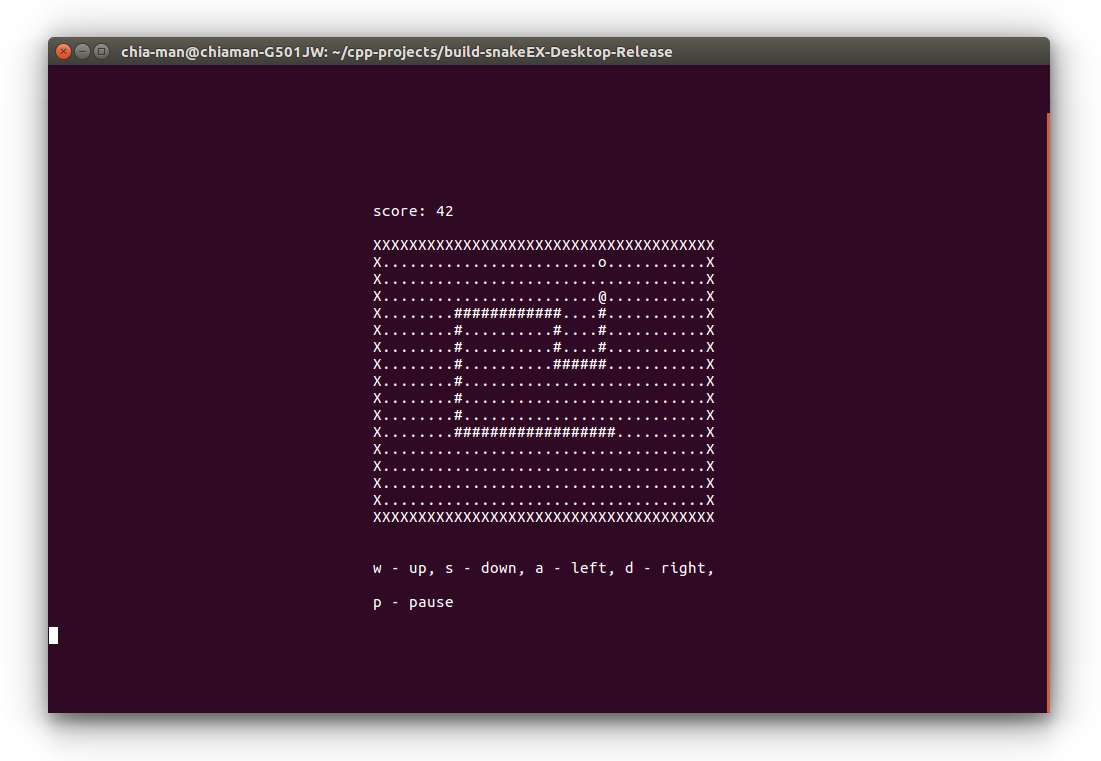 chia-man@chiaman-G501JW: ~/cpp-projects/build-snakeEX-Desktop-Release
score: 42
XXXXXXXXXXXXXXXXXXXXXXXXXXXXXXXXXXXXXX
X........................o...........X
X....................................X
X........................@...........X
X........############....#...........X
X........#..........#....#...........X
X........#..........#....#...........X
X........#..........######...........X
X........#...........................X
X........#...........................X
X........#...........................X
X........##################..........X
X....................................X
X....................................X
X....................................X
X....................................X
XXXXXXXXXXXXXXXXXXXXXXXXXXXXXXXXXXXXXX
w - up, s - down, a - left, d - right,
p - pause